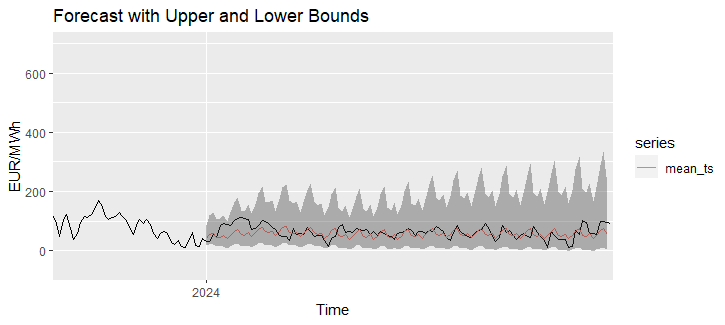 Forecast with Upper and Lower Bounds
EUR/MWh
600
400
200
0
2024
Time
series
mean_ts